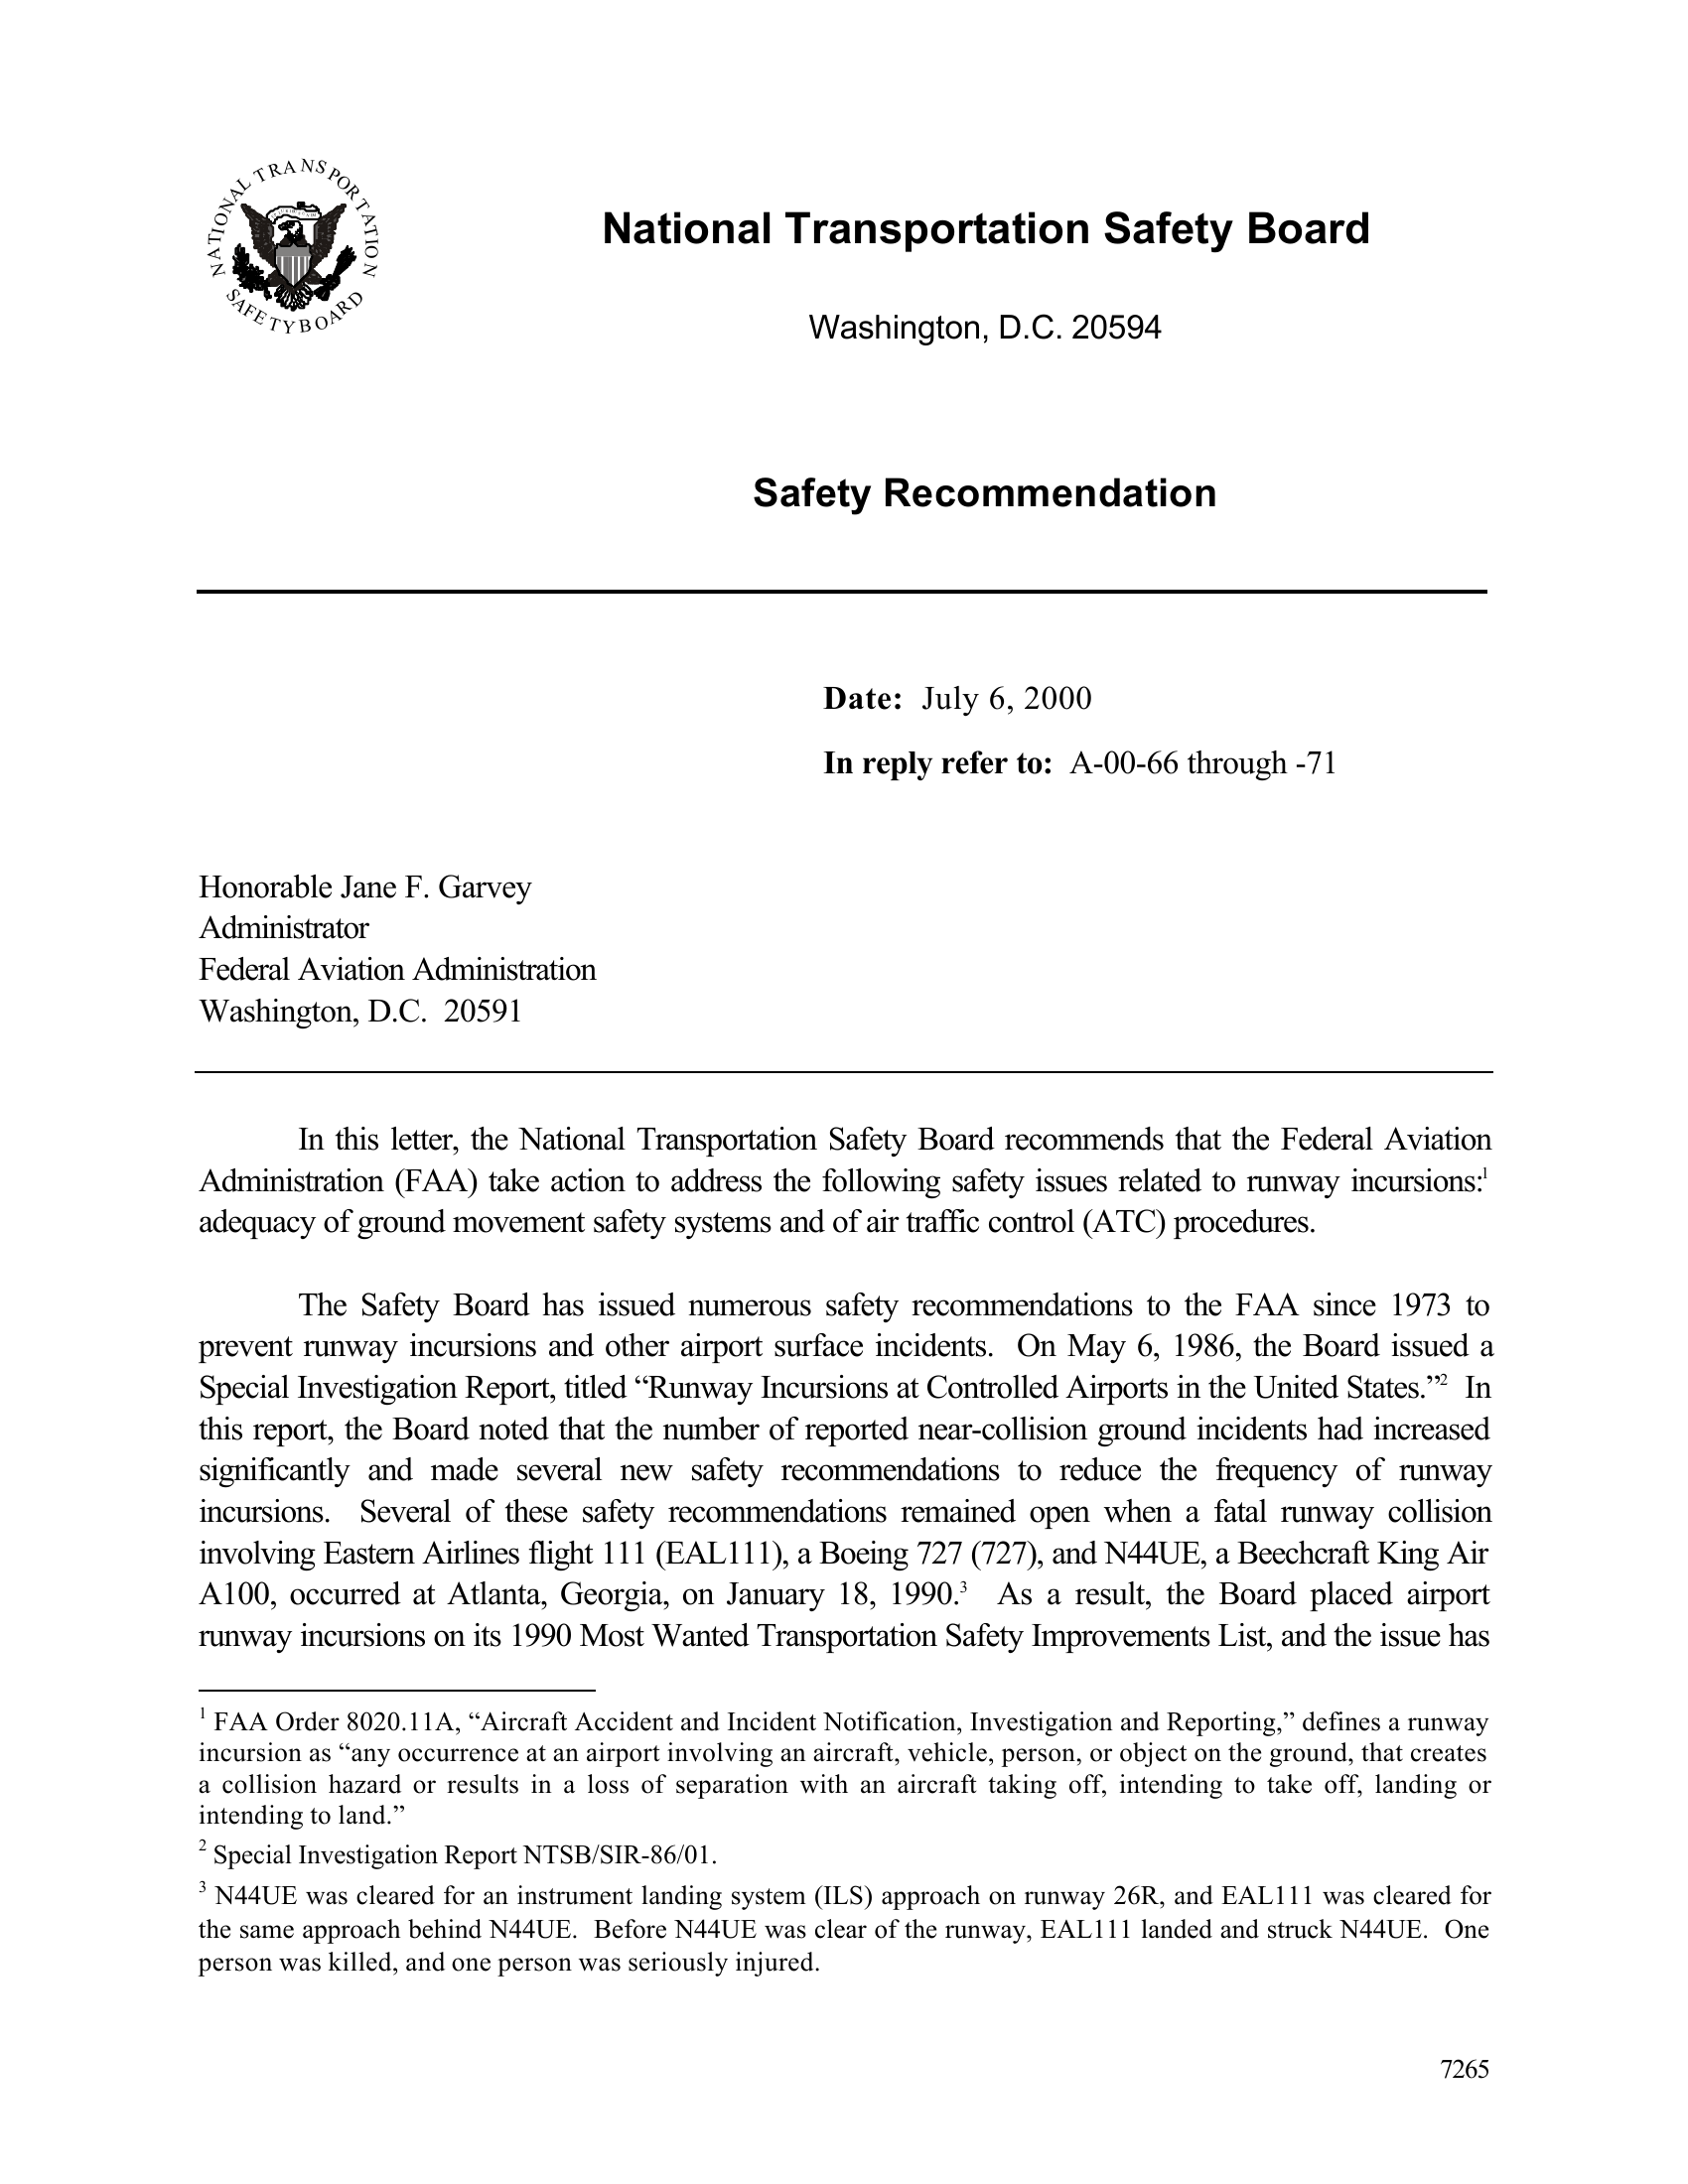 NATIONAL TRANSPORTATION
SAFETY BOARD
National Transportation Safety Board
Washington, D.C. 20594
Safety Recommendation
Date: July 6, 2000
In reply refer to: A-00-66 through -71
Honorable Jane F. Garvey
Administrator
Federal Aviation Administration
Washington, D.C. 20591
In this letter, the National Transportation Safety Board recommends that the Federal Aviation
Administration (FAA) take action to address the following safety issues related to runway incursions:1
adequacy of ground movement safety systems and of air traffic control (ATC) procedures.
The Safety Board has issued numerous safety recommendations to the FAA since 1973 to
prevent runway incursions and other airport surface incidents. On May 6, 1986, the Board issued a
Special Investigation Report, titled “Runway Incursions at Controlled Airports in the United States.”2 In
this report, the Board noted that the number of reported near-collision ground incidents had increased
significantly and made several new safety recommendations to reduce the frequency of runway
incursions. Several of these safety recommendations remained open when a fatal runway collision
involving Eastern Airlines flight 111 (EAL111), a Boeing 727 (727), and N44UE, a Beechcraft King Air
A100, occurred at Atlanta, Georgia, on January 18, 1990.3 As a result, the Board placed airport
runway incursions on its 1990 Most Wanted Transportation Safety Improvements List, and the issue has
1 FAA Order 8020.11A, “Aircraft Accident and Incident Notification, Investigation and Reporting,” defines a runway
incursion as “any occurrence at an airport involving an aircraft, vehicle, person, or object on the ground, that creates
a collision hazard or results in a loss of separation with an aircraft taking off, intending to take off, landing or
intending to land.”
2 Special Investigation Report NTSB/SIR-86/01.
3 N44UE was cleared for an instrument landing system (ILS) approach on runway 26R, and EAL111 was cleared for
the same approach behind N44UE. Before N44UE was clear of the runway, EAL111 landed and struck N44UE. One
person was killed, and one person was seriously injured.
7265